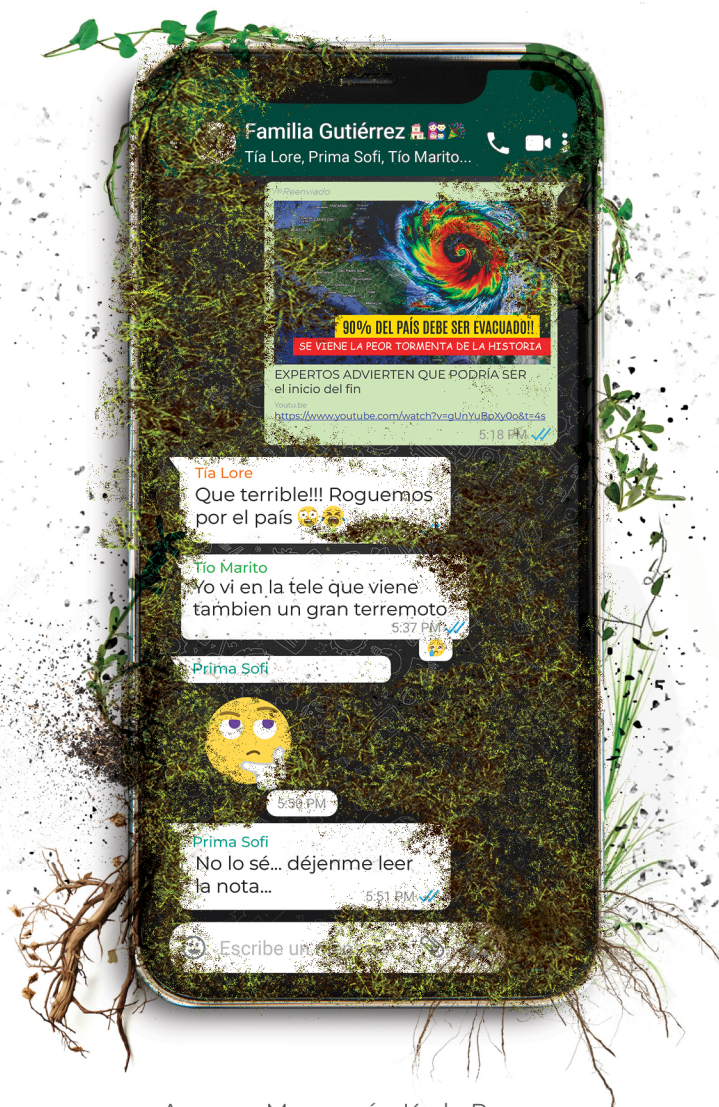 Familia Gutiérrez
Tía Lore, Prima Sofi, Tío Marito...
Reenviado
90% DEL PAÍS DEBE SER EVACUADO!!
SE VIENE LA PEOR TORMENTA DE LA HISTORIA
EXPERTOS ADVIERTEN QUE PODRÍA SER
el inicio del fin
Youtu.be
https://www.youtube.com/watch?v=gUnYuBpXy0o&t=4s
5:18 PM
Tía Lore
Que terrible!!! Roguemos
por el país
Tío Marito
Yo vi en la tele que viene
tambien un gran terremoto
5:37 PM
Prima Sofi
5:50 PM
Prima Sofi
No lo sé... déjenme leer
la nota...
5:51 PM
Escribe un